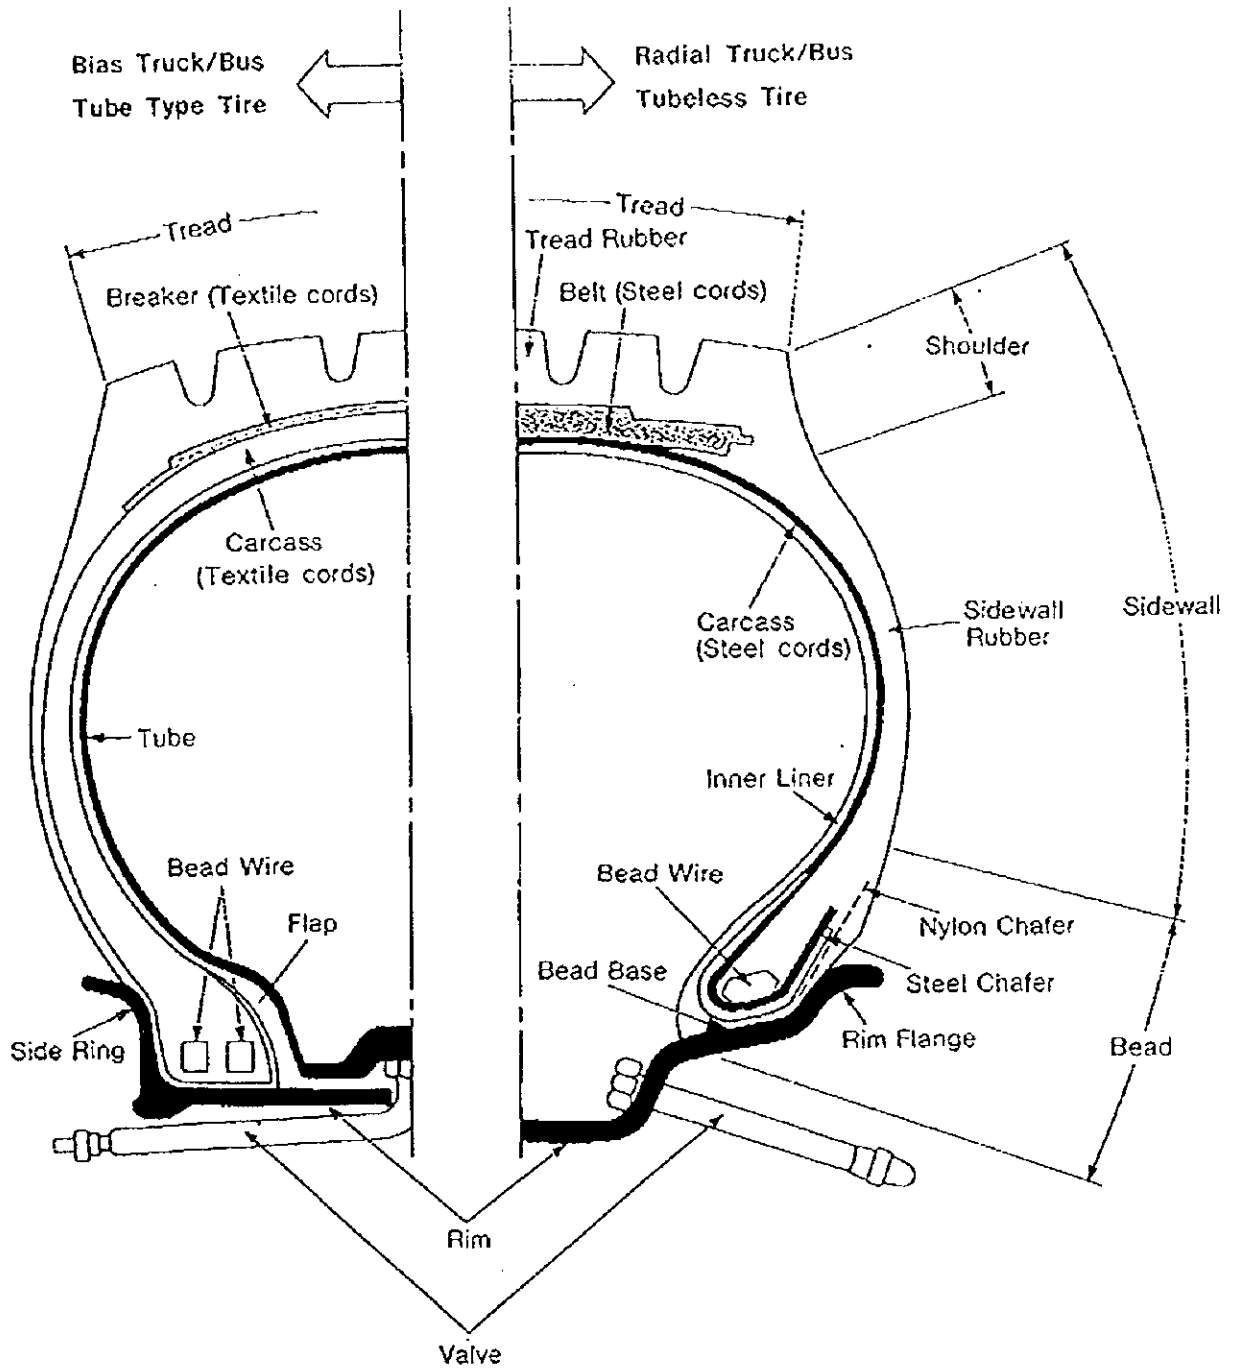 Bias Truck/Bus
Tube Type Tire
Radial Truck/Bus
Tubeless Tire
Tread
Tread
Tread Rubber
Breaker (Textile cords)
Belt (Steel cords)
Shoulder
Carcass
(Textile cords)
Carcass
(Steel cords)
Sidewall
Rubber
Sidewall
Tube
Inner Liner
Bead Wire
Flap
Bead Wire
Nylon Chafer
Bead Base
Steel Chafer
Side Ring
Rim Flange
Bead
Rim
Valve